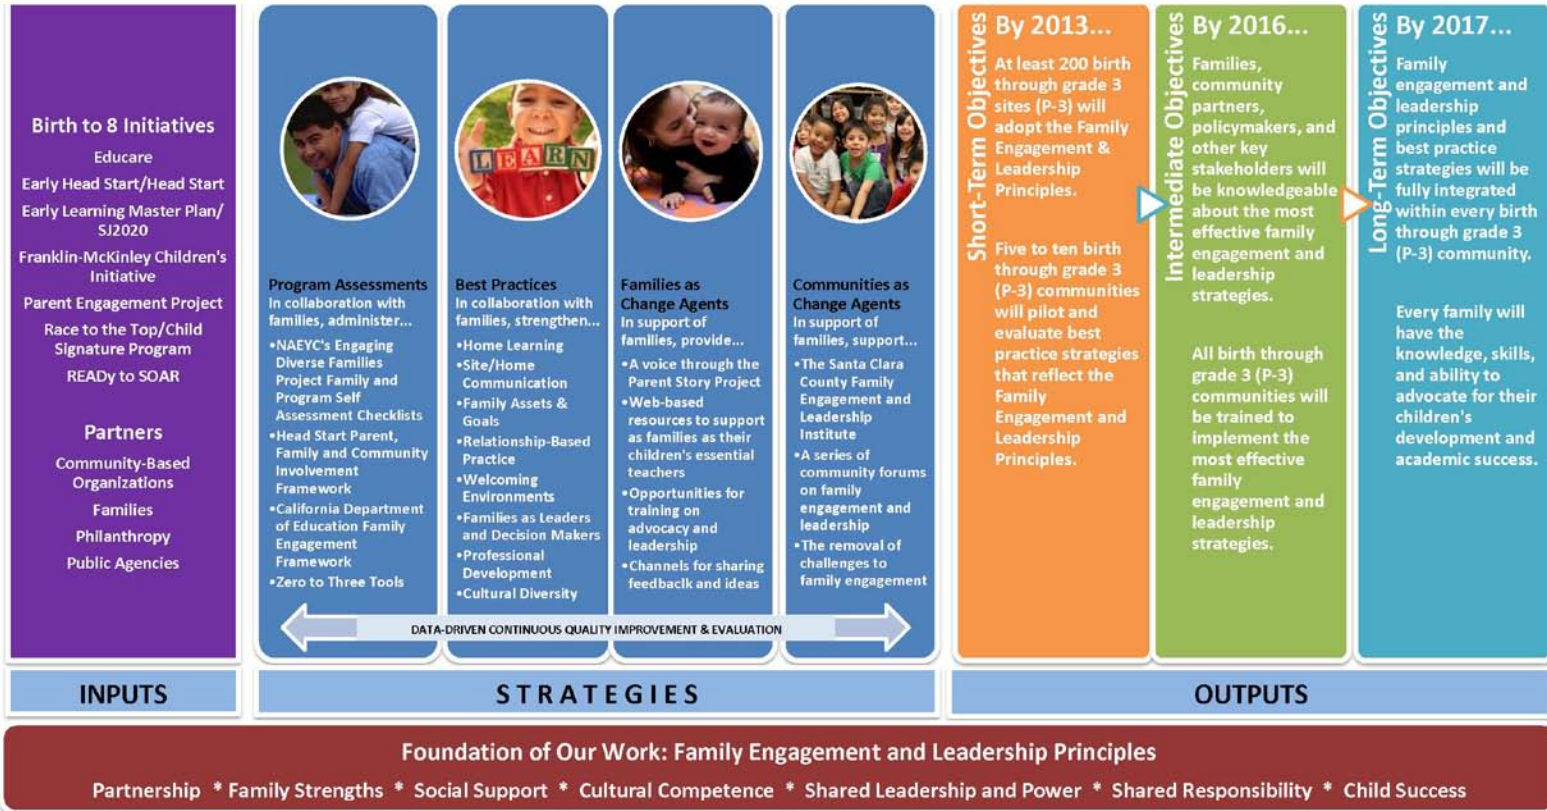 Birth to 8 Initiatives
Educare
Early Head Start/Head Start
Early Learning Master Plan/
SJ2020
Franklin-McKinley Children's
Initiative
Parent Engagement Project
Race to the Top/Child
Signature Program
READy to SOAR
Partners
Community-Based
Organizations
Families
Philanthropy
Public Agencies
INPUTS
Program Assessments
In collaboration with
families, administer...
•NAEYC's Engaging
Diverse Families
Project Family and
Program Self
Assessment Checklists
•Head Start Parent,
Family and Community
Involvement
Framework
•California Department
of Education Family
Engagement
Framework
•Zero to Three Tools
LEARN
Best Practices
In collaboration with
families, strengthen...
•Home Learning
•Site/Home
Communication
•Family Assets &
Goals
•Relationship-Based
Practice
•Welcoming
Environments
•Families as Leaders
and Decision Makers
•Professional
Development
•Cultural Diversity
Families as
Change Agents
In support of
families, provide...
•A voice through the
Parent Story Project
•Web-based
resources to support
as families as their
children's essential
teachers
•Opportunities for
training on
advocacy and
leadership
•Channels for sharing
feedbaclk and ideas
Communities as
Change Agents
In support of
families, support...
•The Santa Clara
County Family
Engagement and
Leadership
Institute
•A series of
community forums
on family
engagement and
leadership
•The removal of
challenges to
family engagement
DATA-DRIVEN CONTINUOUS QUALITY IMPROVEMENT & EVALUATION
STRATEGIES
Short-Term Objectives
By 2013...
At least 200 birth
through grade 3
sites (P-3) will
adopt the Family
Engagement &
Leadership
Principles.
Five to ten birth
through grade 3
(P-3) communities
will pilot and
evaluate best
practice strategies
that reflect the
Family
Engagement and
Leadership
Principles.
Intermediate Objectives
By 2016...
Families,
community
partners,
policymakers, and
other key
stakeholders will
be knowledgeable
about the most
effective family
engagement and
leadership
strategies.
All birth through
grade 3 (P-3)
communities will
be trained to
implement the
most effective
family
engagement and
leadership
strategies.
Long-Term Objectives
By 2017...
Family
engagement and
leadership
principles and
best practice
strategies will be
fully integrated
within every birth
through grade 3
(P-3) community.
Every family will
have the
knowledge, skills,
and ability to
advocate for their
children's
development and
academic success.
OUTPUTS
Foundation of Our Work: Family Engagement and Leadership Principles
Partnership * Family Strengths * Social Support * Cultural Competence * Shared Leadership and Power * Shared Responsibility * Child Success